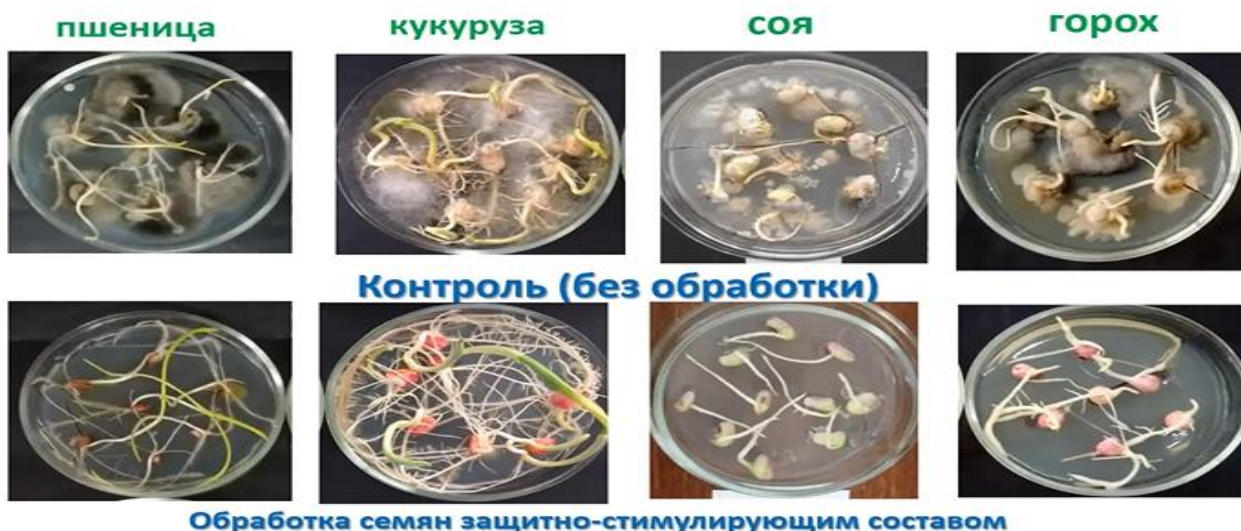 пшеница кукуруза соя горох
Контроль (без обработки)
Обработка семян защитно-стимулирующим составом